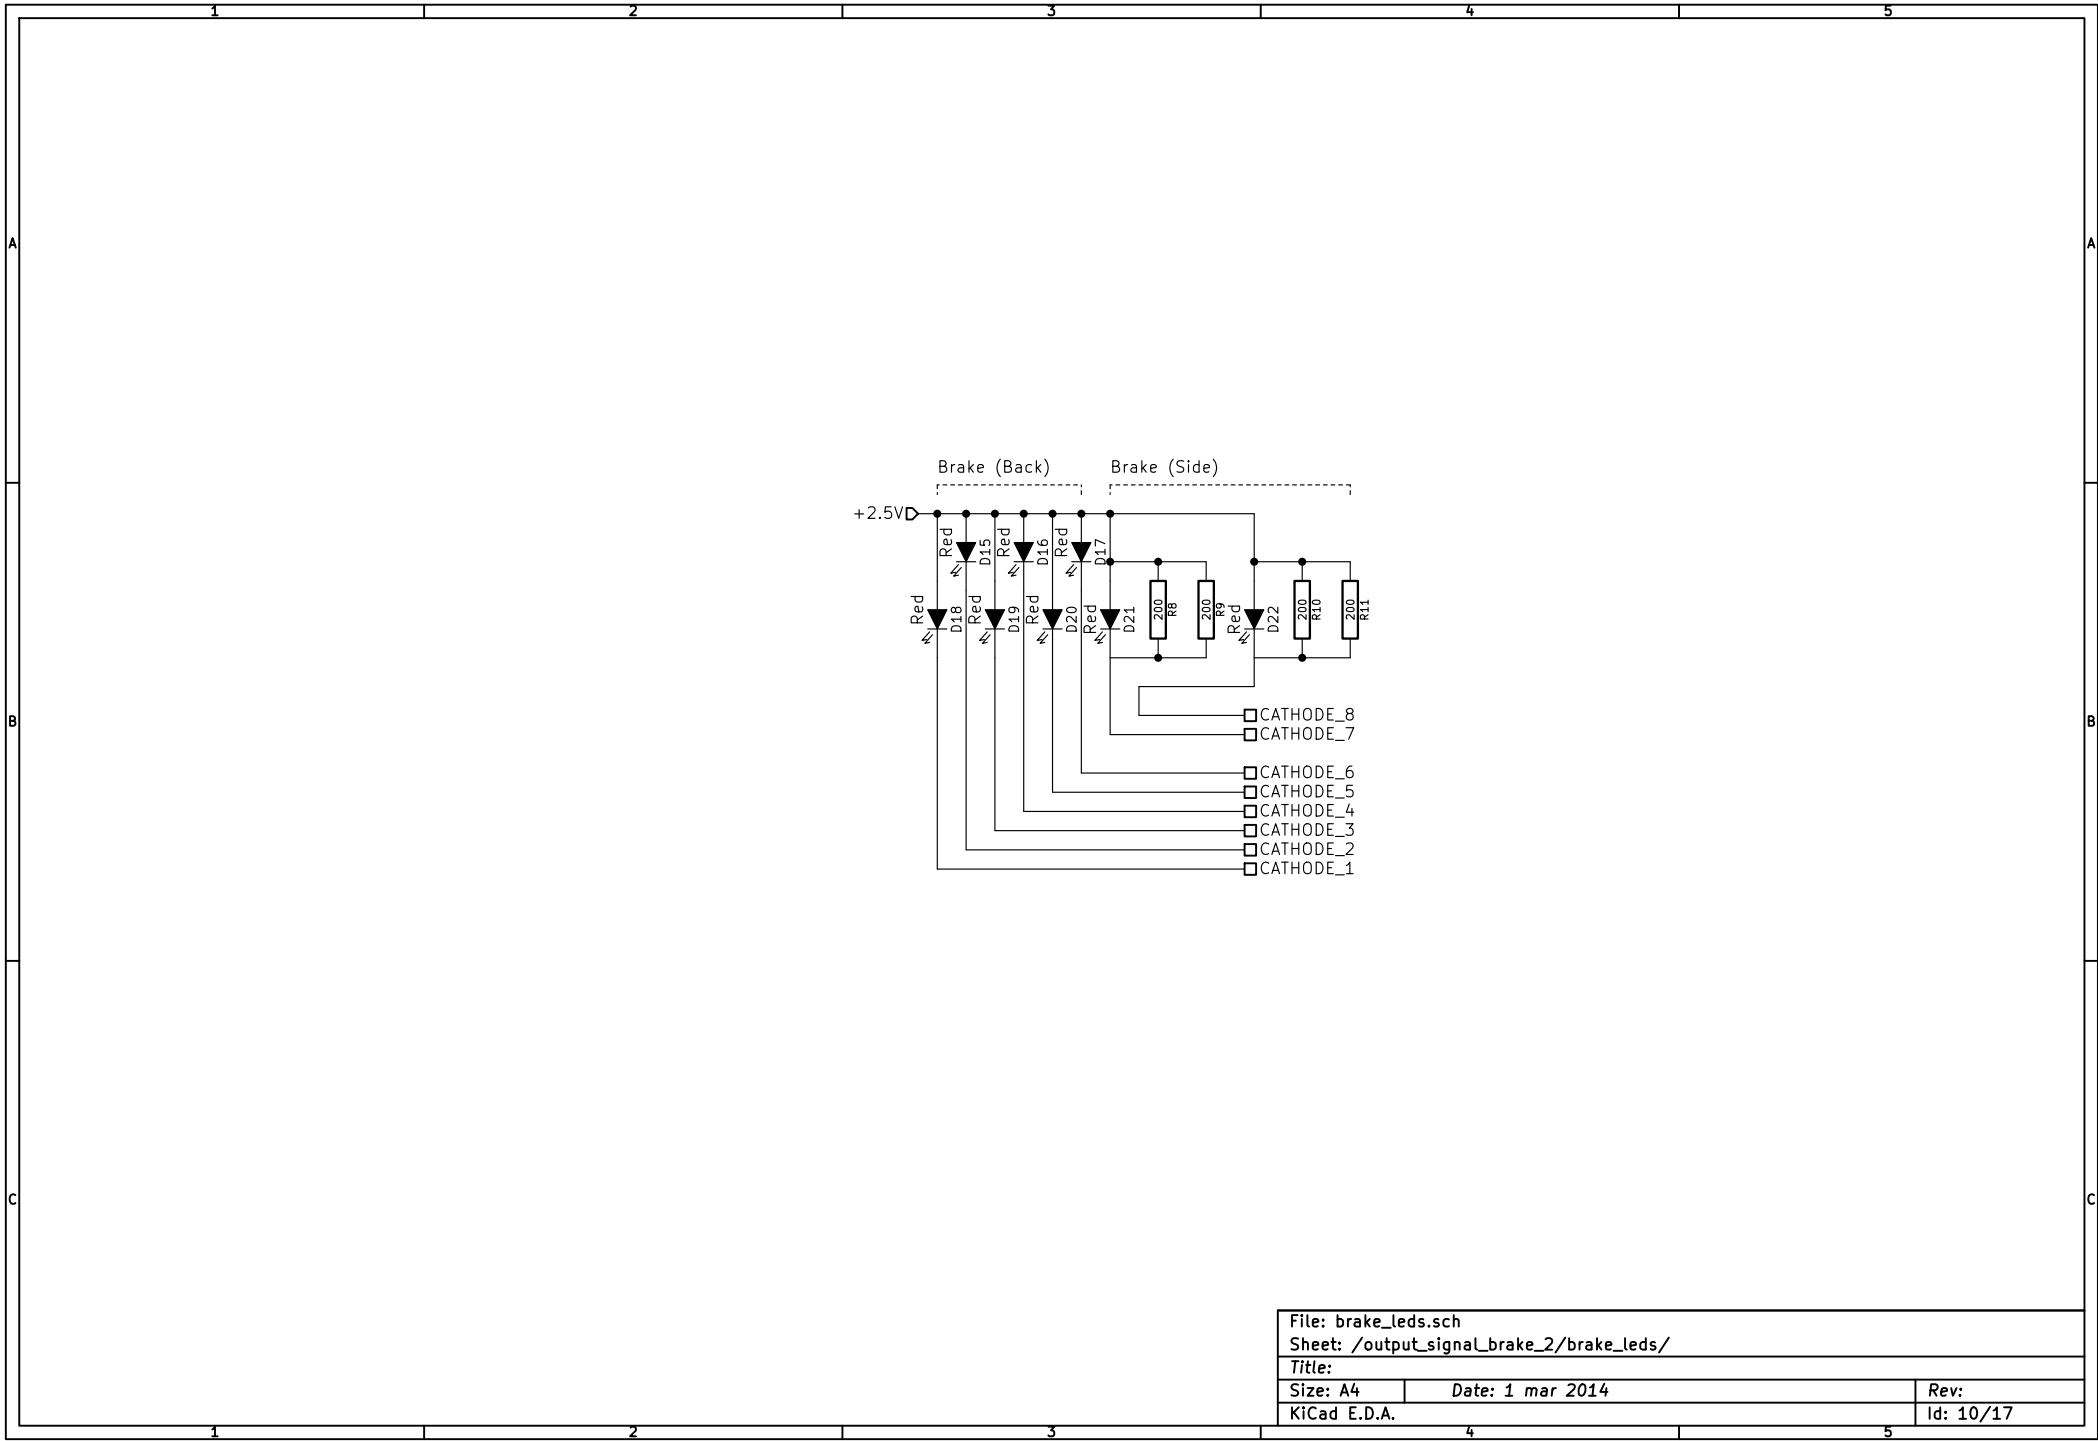 1 2 3 4 5
A A
Brake (Back) Brake (Side)
+2.5V
Red D15 Red D16 Red D17
Red D18 Red D19 Red D20 Red D21 200 R8 200 R9 Red D22 200 R10 200 R11
CATHODE_8
B B
CATHODE_7
CATHODE_6
CATHODE_5
CATHODE_4
CATHODE_3
CATHODE_2
CATHODE_1
C C
File: brake_leds.sch
Sheet: /output_signal_brake_2/brake_leds/
Title:
Size: A4 Date: 1 mar 2014 Rev:
KiCad E.D.A. Id: 10/17
1 2 3 4 5